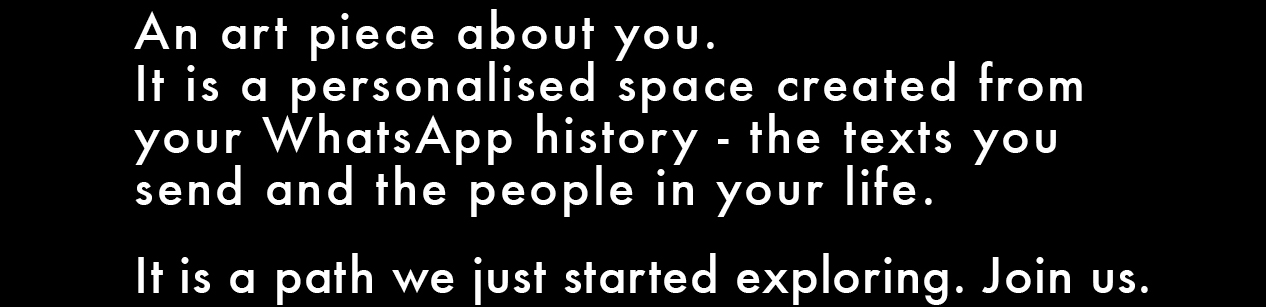 An art piece about you.
It is a personalised space created from
your WhatsApp history - the texts you
send and the people in your life.
It is a path we just started exploring. Join us.